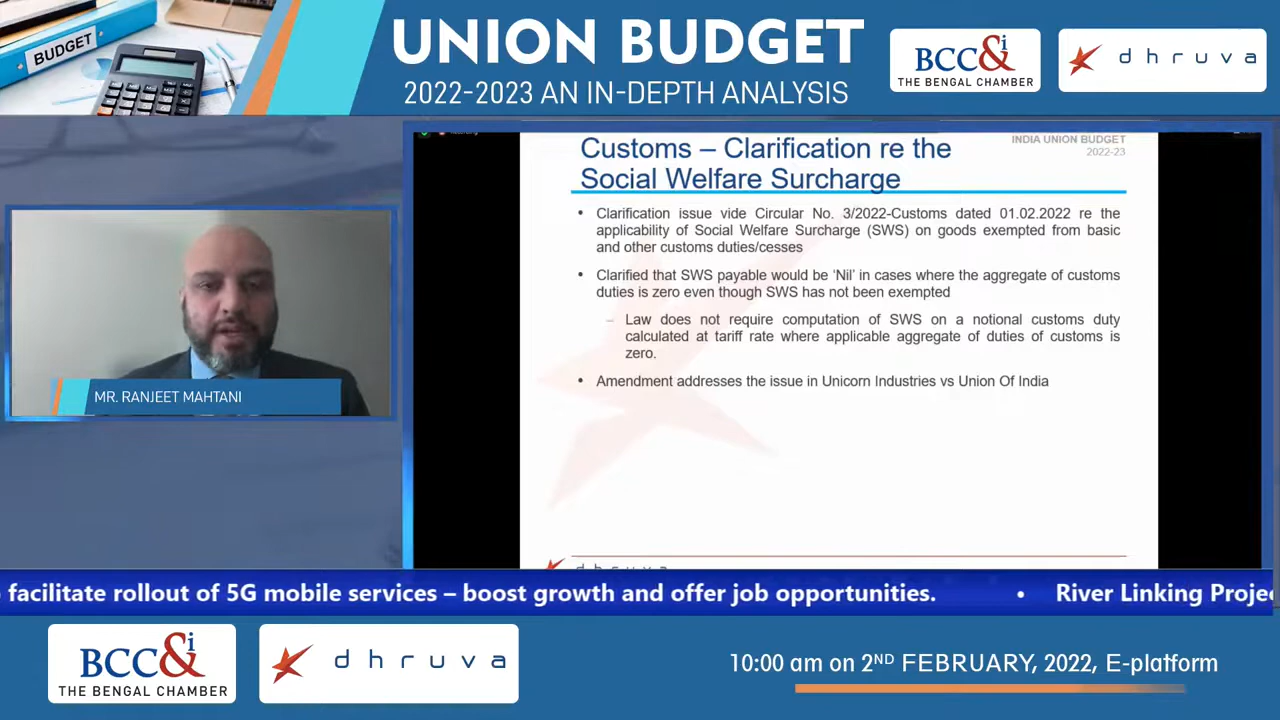 BUDGET
UNION BUDGET
2022-2023 AN IN-DEPTH ANALYSIS
BCC&i
THE BENGAL CHAMBER
dhruva
Customs – Clarification re the
Social Welfare Surcharge
INDIA UNION BUDGET
2022-23
• Clarification issue vide Circular No. 3/2022-Customs dated 01.02.2022 re the
applicability of Social Welfare Surcharge (SWS) on goods exempted from basic
and other customs duties/cesses
• Clarified that SWS payable would be ‘Nil’ in cases where the aggregate of customs
duties is zero even though SWS has not been exempted
– Law does not require computation of SWS on a notional customs duty
calculated at tariff rate where applicable aggregate of duties of customs is
zero.
• Amendment addresses the issue in Unicorn Industries vs Union Of India
dhruva
MR. RANJEET MAHTANI
facilitate rollout of 5G mobile services – boost growth and offer job opportunities. • River Linking Projec
BCC&i
THE BENGAL CHAMBER
dhruva
10:00 am on 2ND FEBRUARY, 2022, E-platform